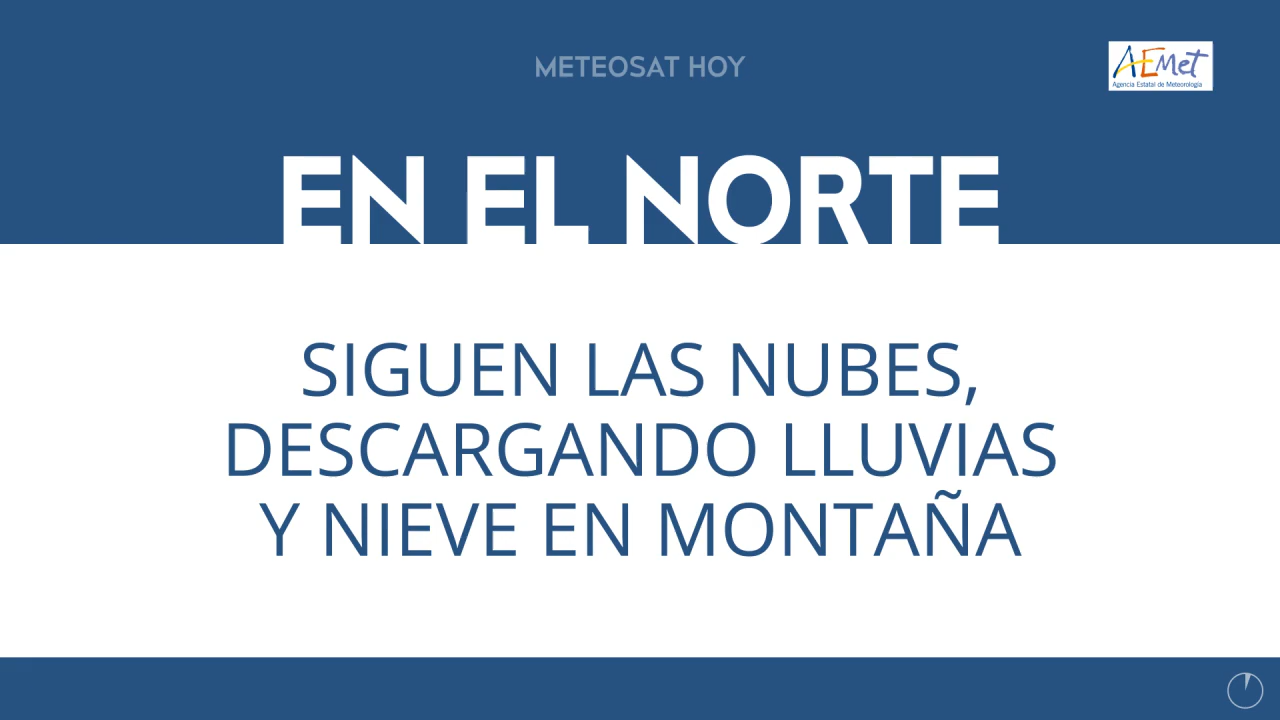 METEOSAT HOY
AEMet
Agencia Estatal de Meteorología
EN EL NORTE
SIGUEN LAS NUBES,
DESCARGANDO LLUVIAS
Y NIEVE EN MONTAÑA